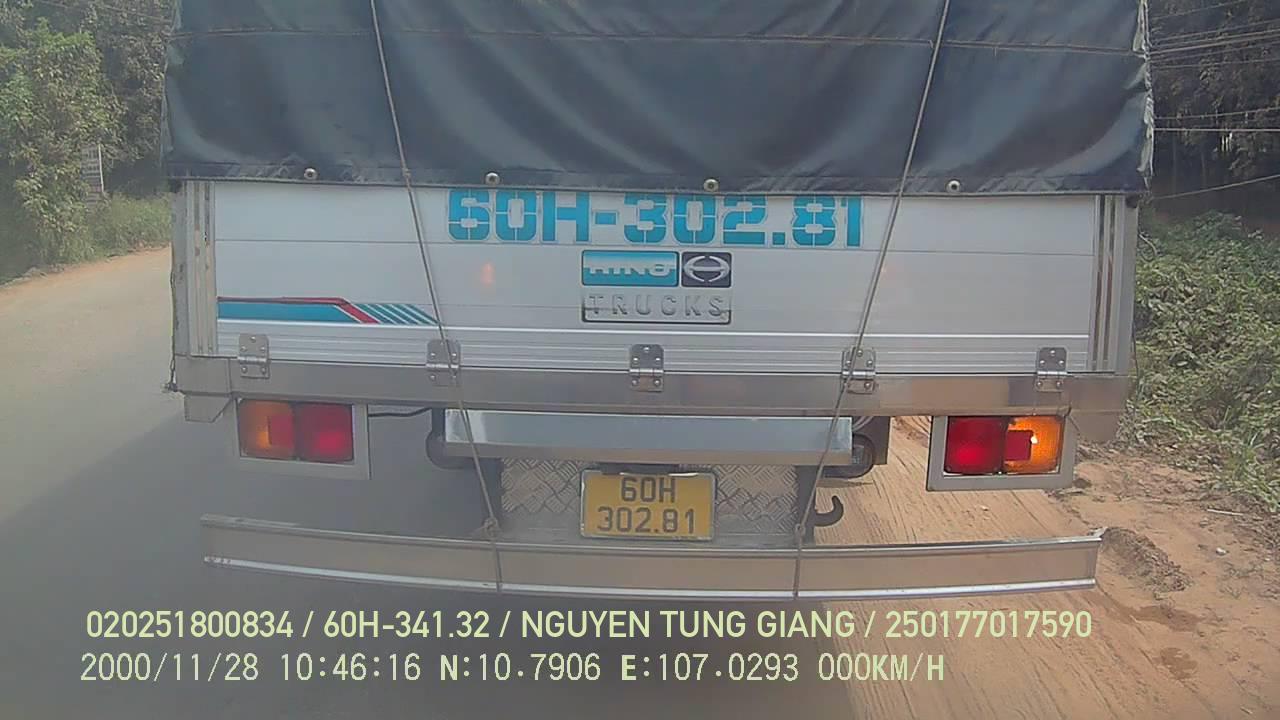 60H-302.81
HINO
TRUCKS
60H
302.81
020251800834 / 60H-341.32 / NGUYEN TUNG GIANG / 250177017590
2000/11/28 10:46:16 N:10.7906 E:107.0293 000KM/H